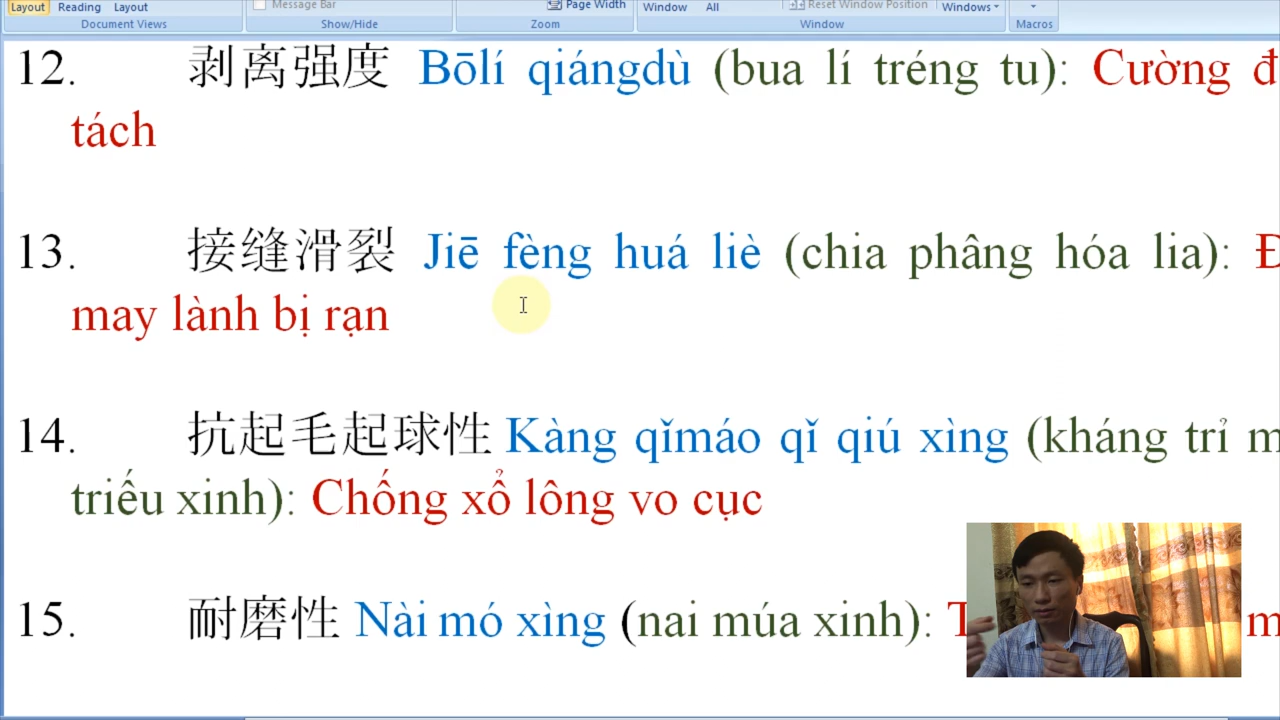 Layout Reading Layout Message Bar Page Width Window All Reset Window Position Windows
Document Views Show/Hide Zoom Window Macros
12. 剥离强度 Bōlí qiángdù (bua lí tréng tu): Cường
tách
13. 接缝滑裂 Jiē fèng huá liè (chia phâng hóa lia):
may lành bị rạn
14. 抗起毛起球性 Kàng qǐmáo qǐ qiú xìng (kháng trỉ
triếu xinh): Chống xổ lông vo cục
15. 耐磨性 Nài mó xìng (nai múa xinh):